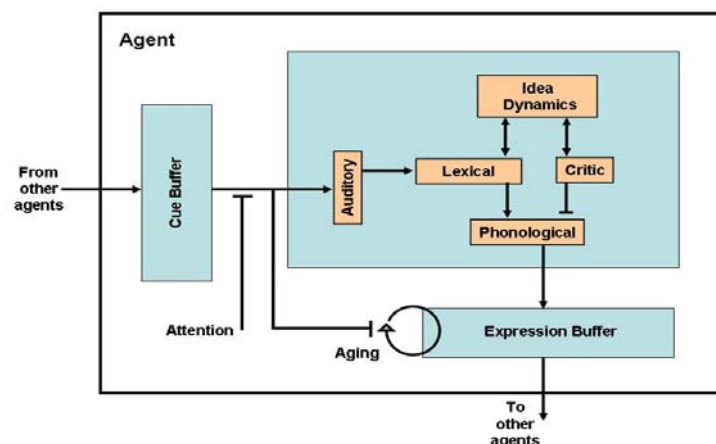 Agent
Idea
Dynamics
From
other
agents
Cue Buffer
Auditory
Lexical
Critic
Phonological
Attention
Aging
Expression Buffer
To
other
agents